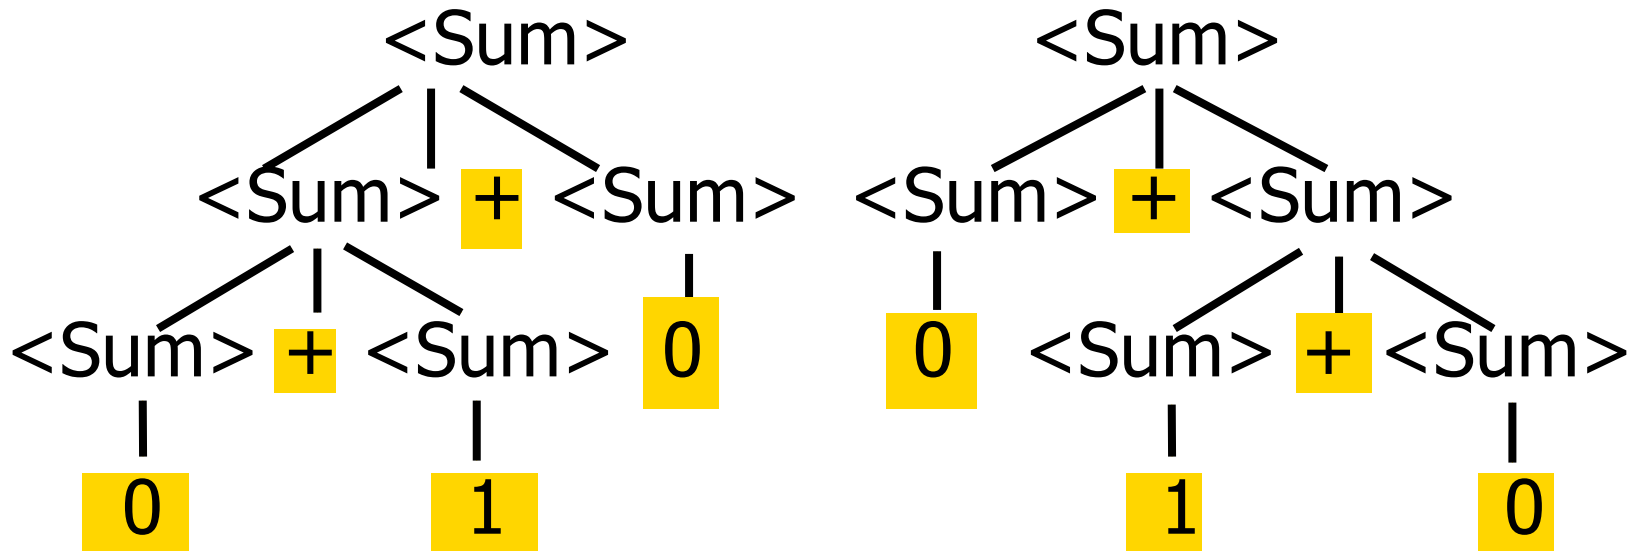 <Sum> <Sum>
<Sum> + <Sum> <Sum> + <Sum>
<Sum> + <Sum> 0 0 <Sum> + <Sum>
0 1 1 0